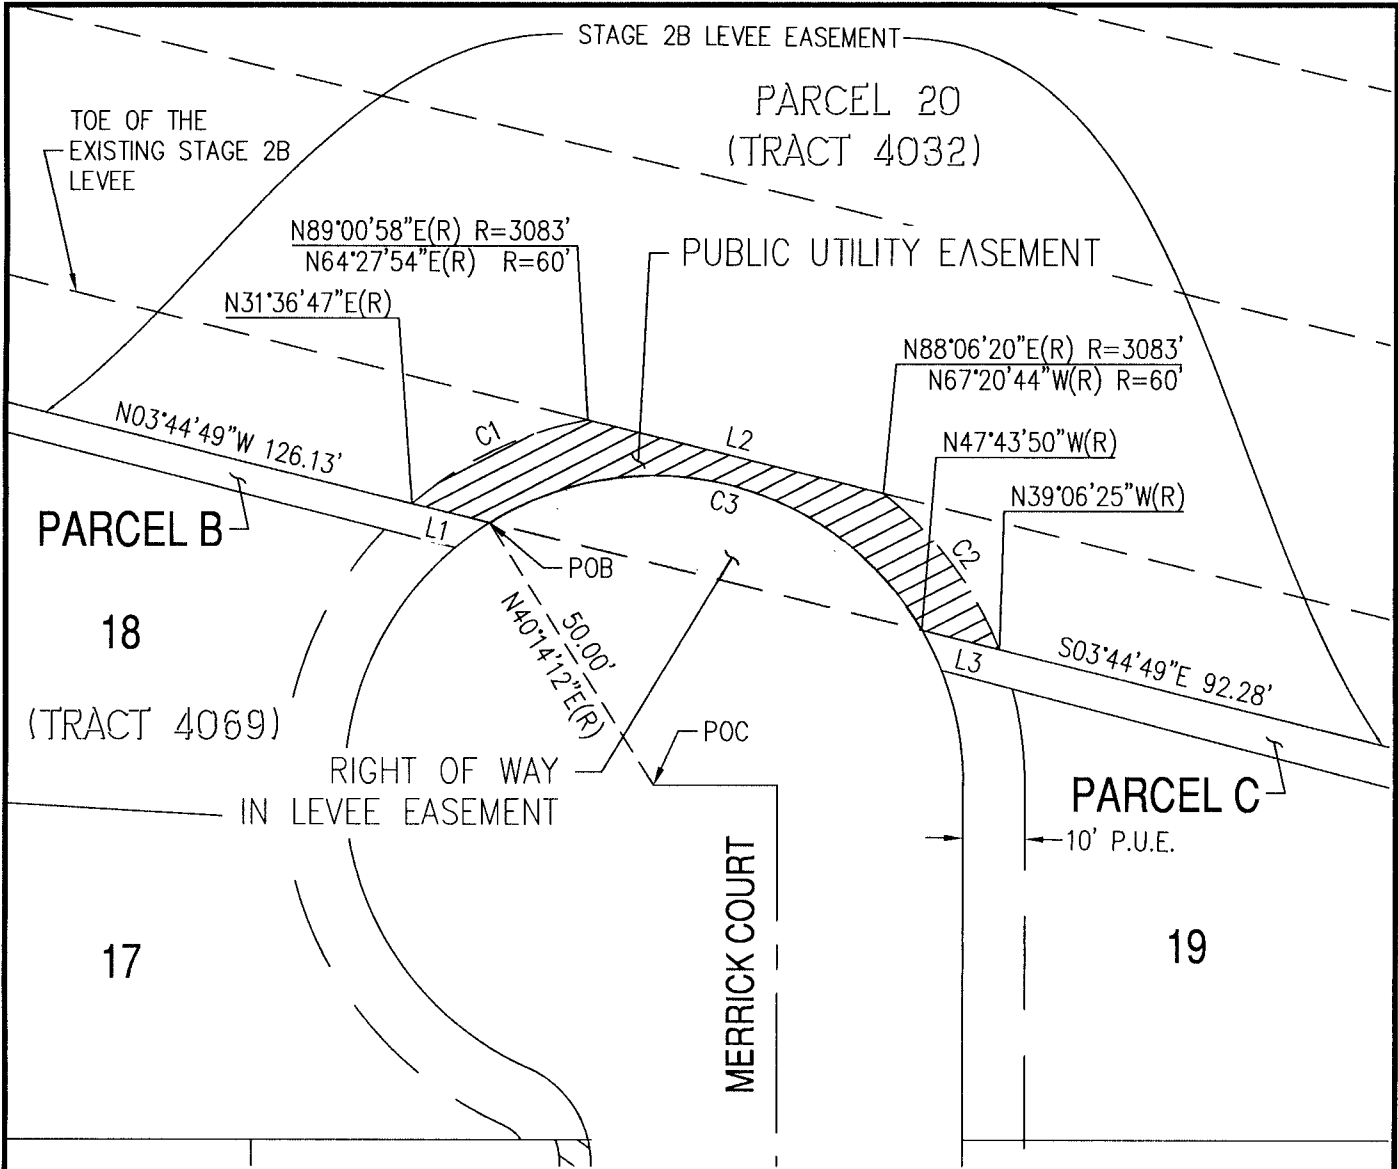 STAGE 2B LEVEE EASEMENT
PARCEL 20
(TRACT 4032)
TOE OF THE
EXISTING STAGE 2B
LEVEE
N89°00'58"E(R) R=3083'
N64°27'54"E(R) R=60'
PUBLIC UTILITY EASEMENT
N31°36'47"E(R)
N88°06'20"E(R) R=3083'
N67°20'44"W(R) R=60'
N03°44'49"W 126.13'
C1
L2
N47°43'50"W(R)
C3
N39°06'25"W(R)
PARCEL B
L1
C2
POB
18
50.00'
N40°14'12"E(R)
L3
S03°44'49"E 92.28'
(TRACT 4069)
POC
RIGHT OF WAY
IN LEVEE EASEMENT
PARCEL C
10' P.U.E.
MERRICK COURT
17
19